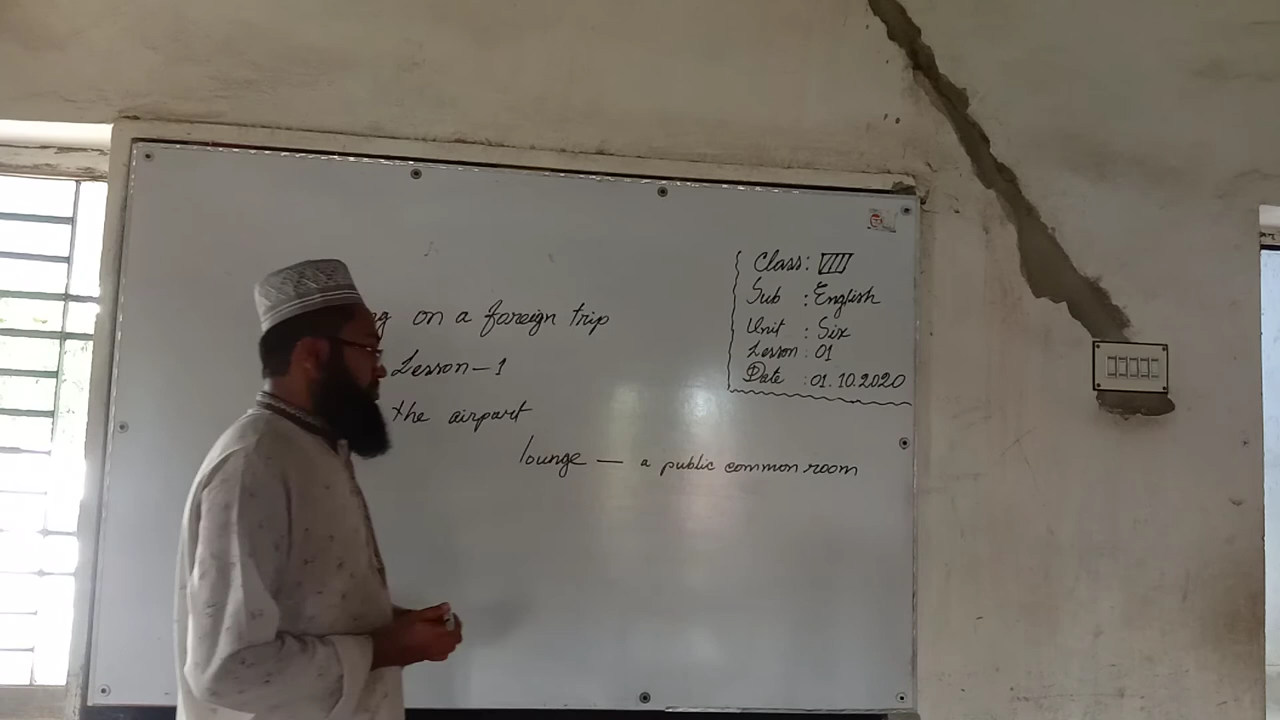 g on a foreign trip
Lesson - 1
the airport
lounge — a public common room
Class: VIII
Sub : English
Unit : Six
Lesson : 01
Date : 01.10.2020